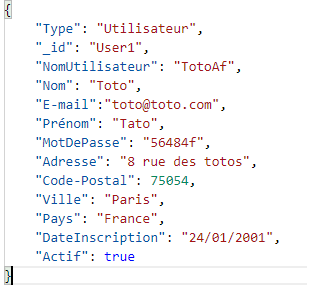 {
"Type": "Utilisateur",
"_id": "User1",
"NomUtilisateur": "TotoAf",
"Nom": "Toto",
"E-mail":"toto@toto.com",
"Prénom": "Tato",
"MotDePasse": "56484f",
"Adresse": "8 rue des totos",
"Code-Postal": 75054,
"Ville": "Paris",
"Pays": "France",
"DateInscription": "24/01/2001",
"Actif": true
}